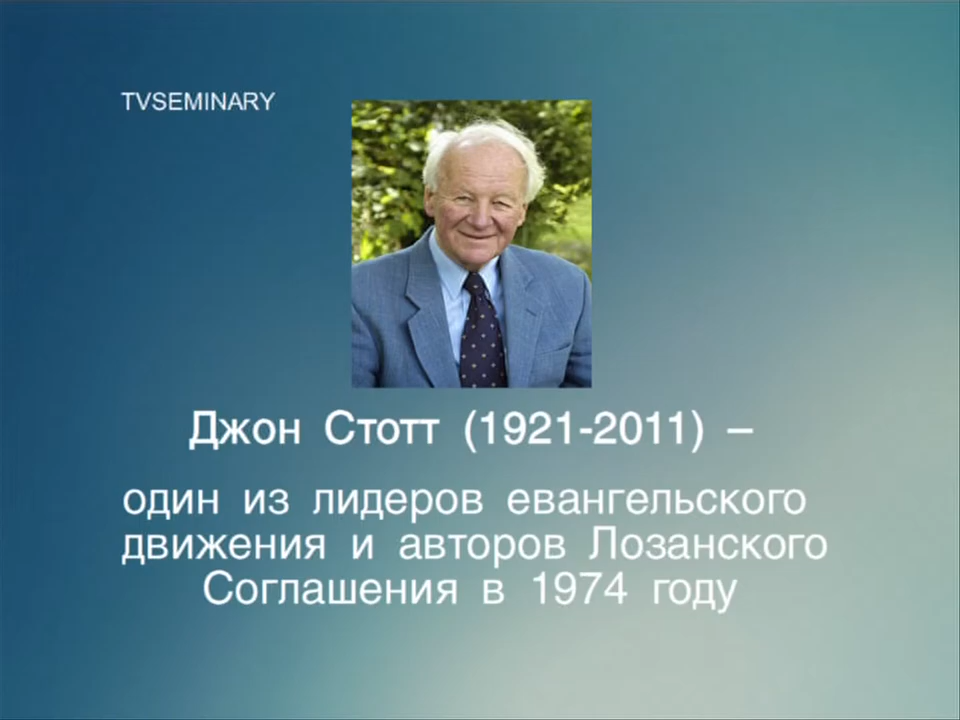 TVSEMINARY
Джон Стотт (1921-2011) –
один из лидеров евангельского
движения и авторов Лозанского
Соглашения в 1974 году